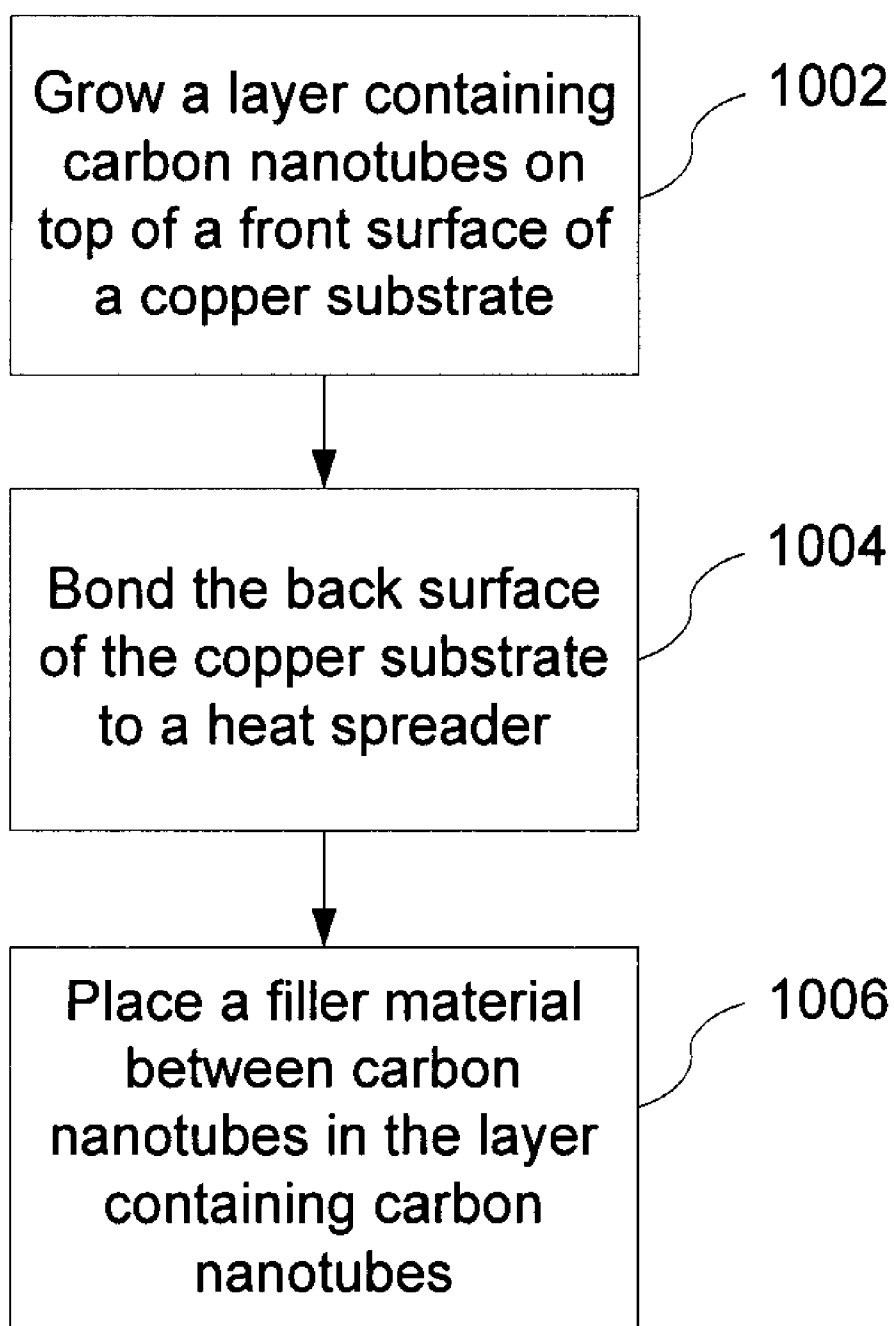 Grow a layer containing
carbon nanotubes on
top of a front surface of
a copper substrate
1002
Bond the back surface
of the copper substrate
to a heat spreader
1004
Place a filler material
between carbon
nanotubes in the layer
containing carbon
nanotubes
1006